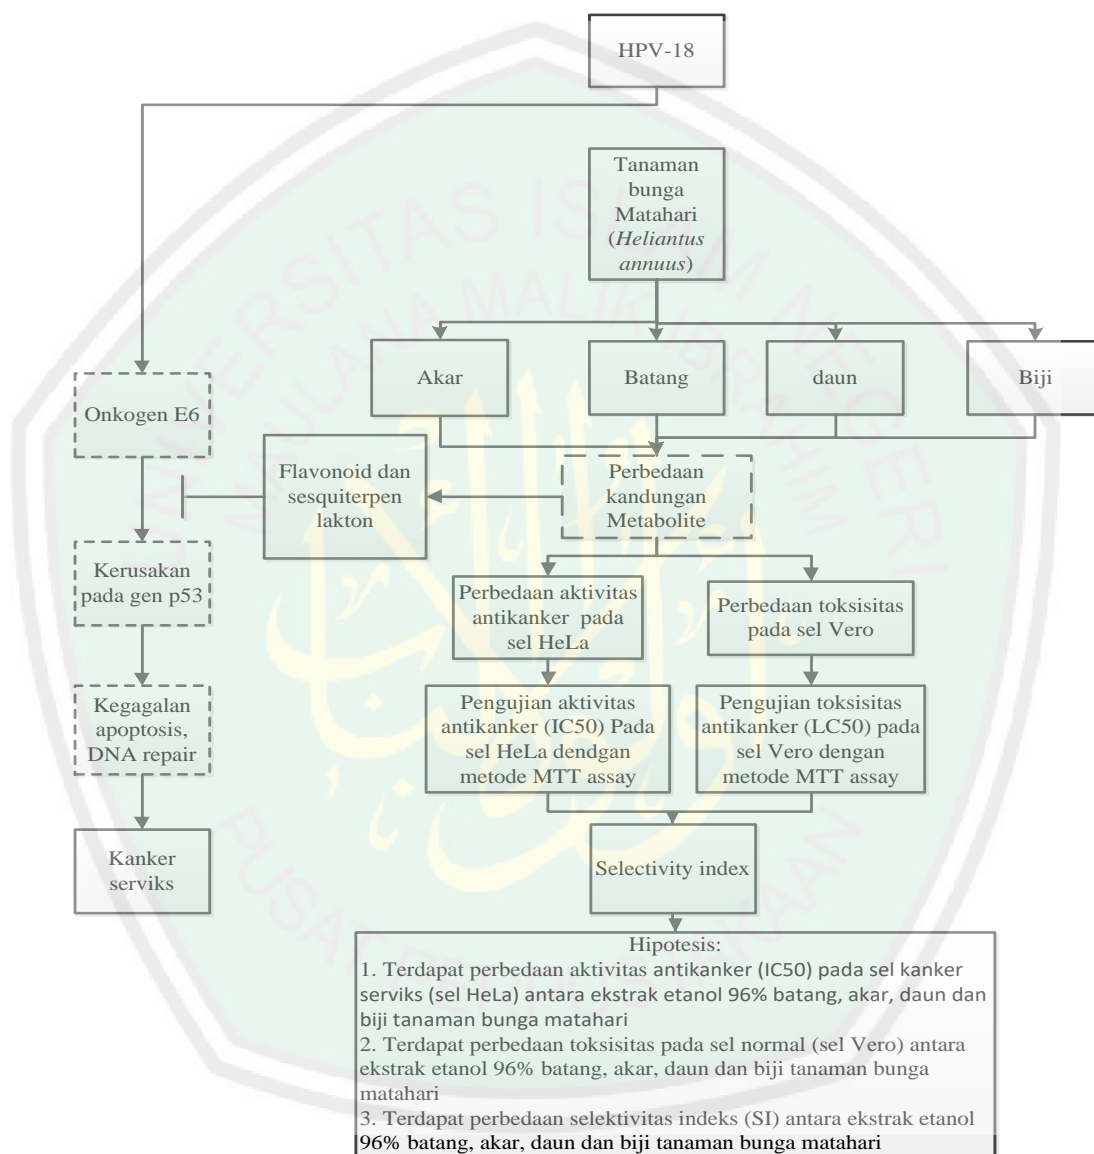 HPV-18
Tanaman
bunga
Matahari
(Heliantus
annuus)
Akar
Batang
daun
Biji
Onkogen E6
Flavonoid dan
sesquiterpen
lakton
Perbedaan
kandungan
Metabolite
Kerusakan
pada gen p53
Perbedaan aktivitas
antikanker pada
sel HeLa
Perbedaan toksisitas
pada sel Vero
Kegagalan
apoptosis,
DNA repair
Pengujian aktivitas
antikanker (IC50) Pada
sel HeLa dendgan
metode MTT assay
Pengujian toksisitas
antikanker (LC50) pada
sel Vero dengan
metode MTT assay
Kanker
serviks
Selectivity index
Hipotesis:
1. Terdapat perbedaan aktivitas antikanker (IC50) pada sel kanker
serviks (sel HeLa) antara ekstrak etanol 96% batang, akar, daun dan
biji tanaman bunga matahari
2. Terdapat perbedaan toksisitas pada sel normal (sel Vero) antara
ekstrak etanol 96% batang, akar, daun dan biji tanaman bunga
matahari
3. Terdapat perbedaan selektivitas indeks (SI) antara ekstrak etanol
96% batang, akar, daun dan biji tanaman bunga matahari
UNIVERSITAS ISLAM NEGERI
MAULANA MALIK IBRAHIM